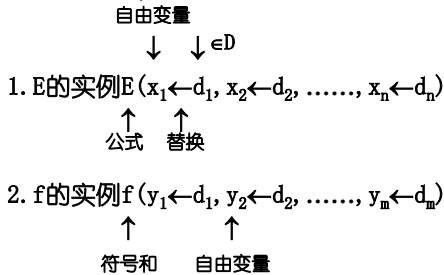 自由变量
↓ ↓∈D
1.E的实例E(x₁←d₁,x₂←d₂,……,xₙ←dₙ)
↑ ↑
公式 替换
2.f的实例f(y₁←d₁,y₂←d₂,……,yₘ←dₘ)
↑ ↑
符号和 自由变量